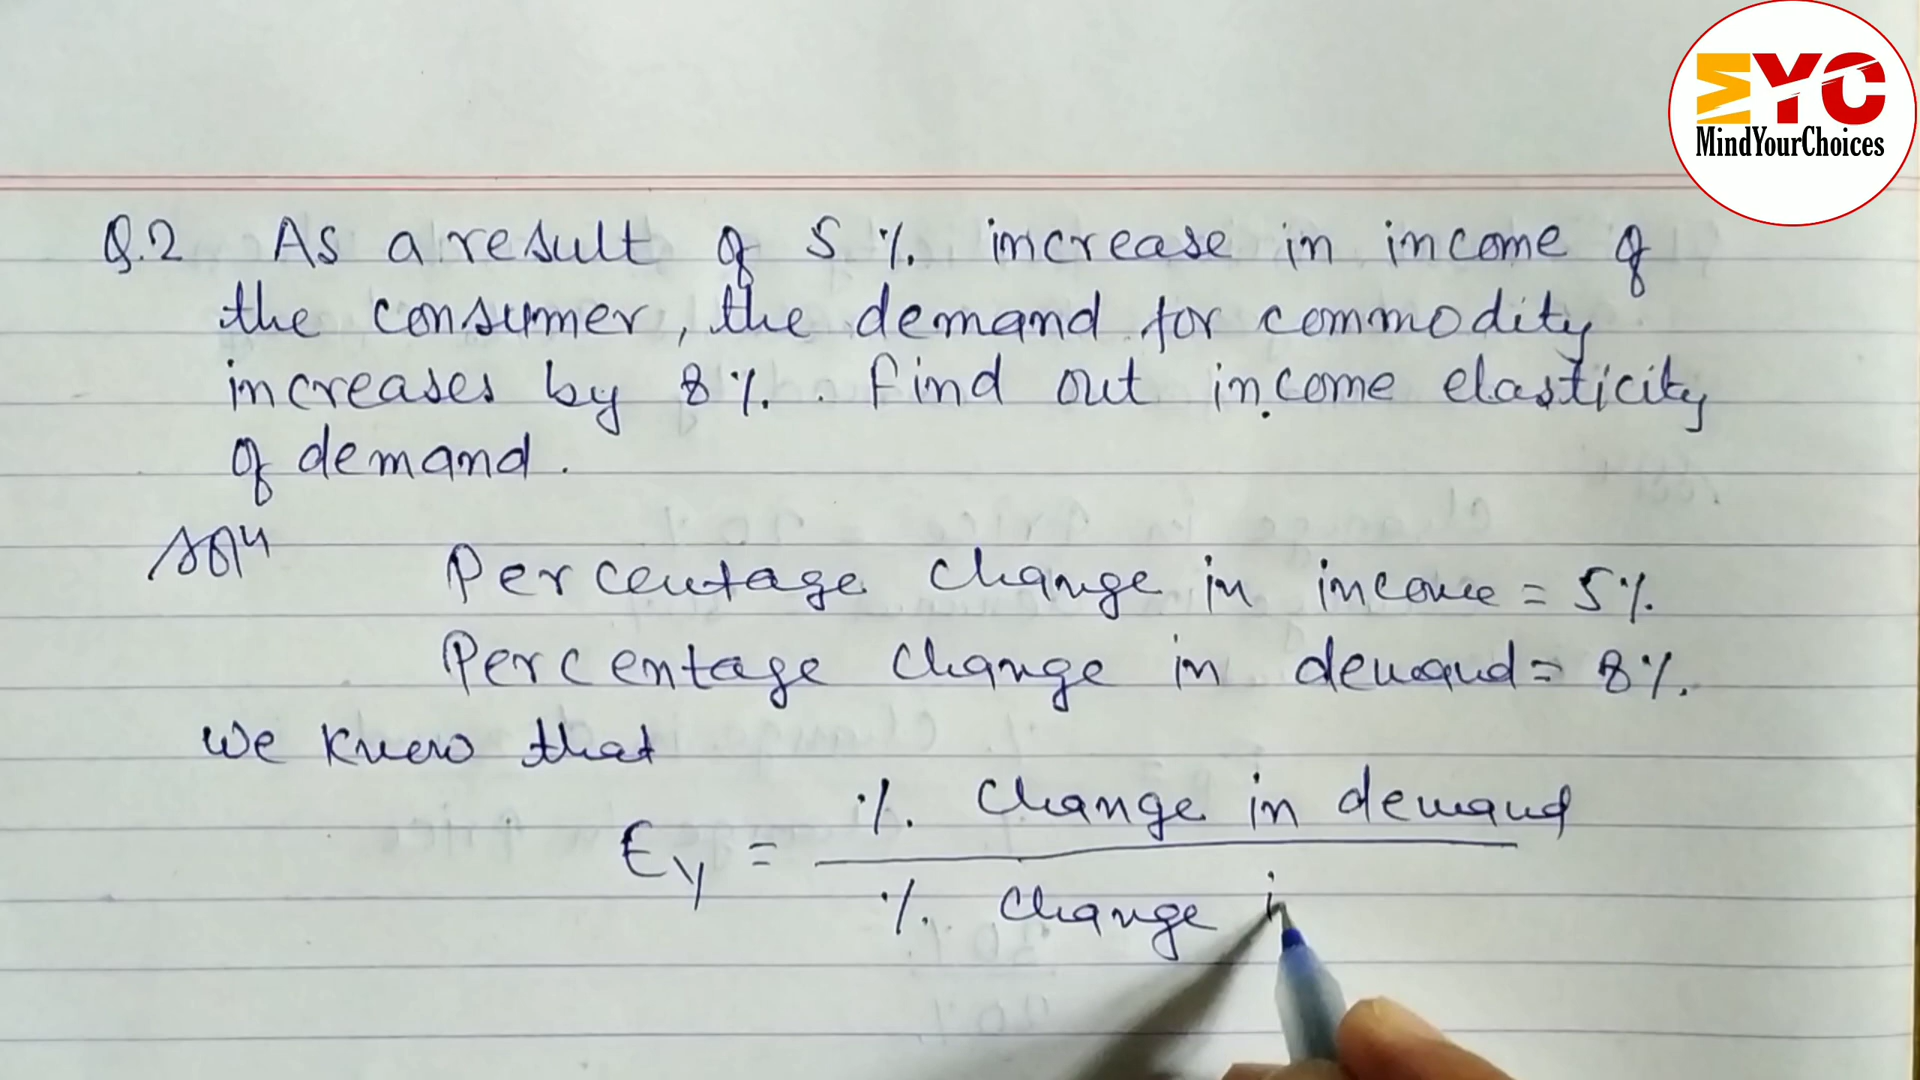 MYC
MindYourChoices
Q.2 As a result of 5 %. increase in income of
the consumer, the demand for commodity
increases by 8 %. . Find out income elasticity
of demand.
Soln
Percentage change in income = 5 %.
Percentage change in demand = 8 %.
We know that
Ey = %. change in demand
%. change i